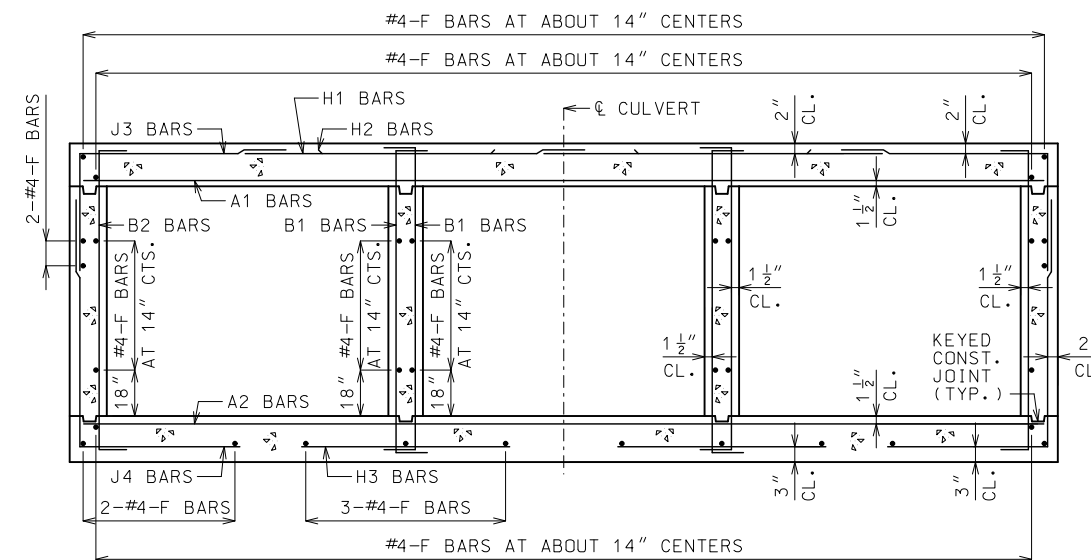 #4-F BARS AT ABOUT 14" CENTERS
#4-F BARS AT ABOUT 14" CENTERS
2-#4-F BARS
H1 BARS
H2 BARS
J3 BARS
℄ CULVERT
2"
CL.
2"
CL.
A1 BARS
1 1/2"
CL.
B2 BARS
B1 BARS
B1 BARS
#4-F BARS
AT 14" CTS.
18"
#4-F BARS
AT 14" CTS.
18"
#4-F BARS
AT 14" CTS.
18"
1 1/2"
CL.
1 1/2"
CL.
1 1/2"
CL.
KEYED
CONST.
JOINT
(TYP.)
2
CL
1 1/2"
CL.
A2 BARS
J4 BARS
H3 BARS
3"
CL.
3"
CL.
2-#4-F BARS
3-#4-F BARS
#4-F BARS AT ABOUT 14" CENTERS